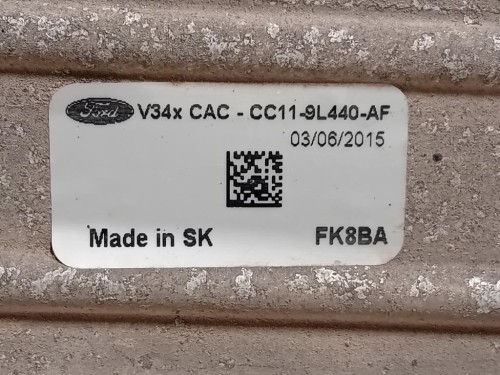 Ford V34x CAC - CC11-9L440-AF
03/06/2015
Made in SK FK8BA